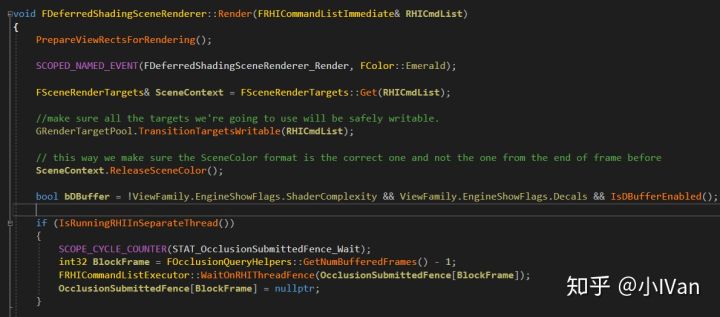 void FDeferredShadingSceneRenderer::Render(FRHICommandListImmediate& RHICmdList)
{
PrepareViewRectsForRendering();
SCOPED_NAMED_EVENT(FDeferredShadingSceneRenderer_Render, FColor::Emerald);
FSceneRenderTargets& SceneContext = FSceneRenderTargets::Get(RHICmdList);
//make sure all the targets we're going to use will be safely writable.
GRenderTargetPool.TransitionTargetsWritable(RHICmdList);
// this way we make sure the SceneColor format is the correct one and not the one from the end of frame before
SceneContext.ReleaseSceneColor();
bool bDBuffer = !ViewFamily.EngineShowFlags.ShaderComplexity && ViewFamily.EngineShowFlags.Decals && IsDBufferEnabled();
if (IsRunningRHIInSeparateThread())
{
SCOPE_CYCLE_COUNTER(STAT_OcclusionSubmittedFence_Wait);
int32 BlockFrame = FOcclusionQueryHelpers::GetNumBufferedFrames() - 1;
FRHICommandListExecutor::WaitOnRHIThreadFence(OcclusionSubmittedFence[BlockFrame]);
OcclusionSubmittedFence[BlockFrame] = nullptr;
}
知乎 @小IVan